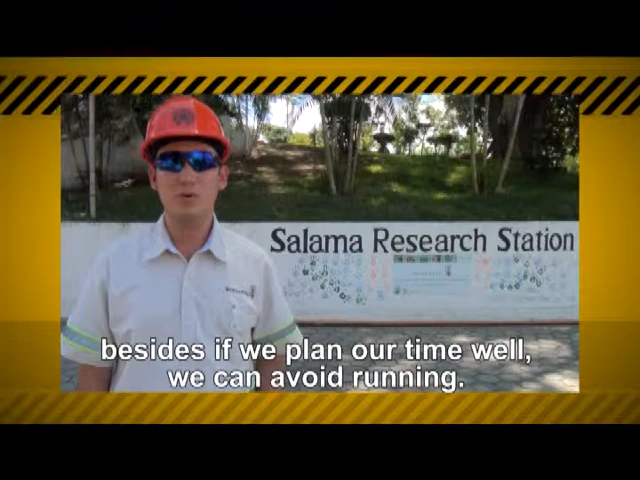 Salama Research Station
besides if we plan our time well,
we can avoid running.